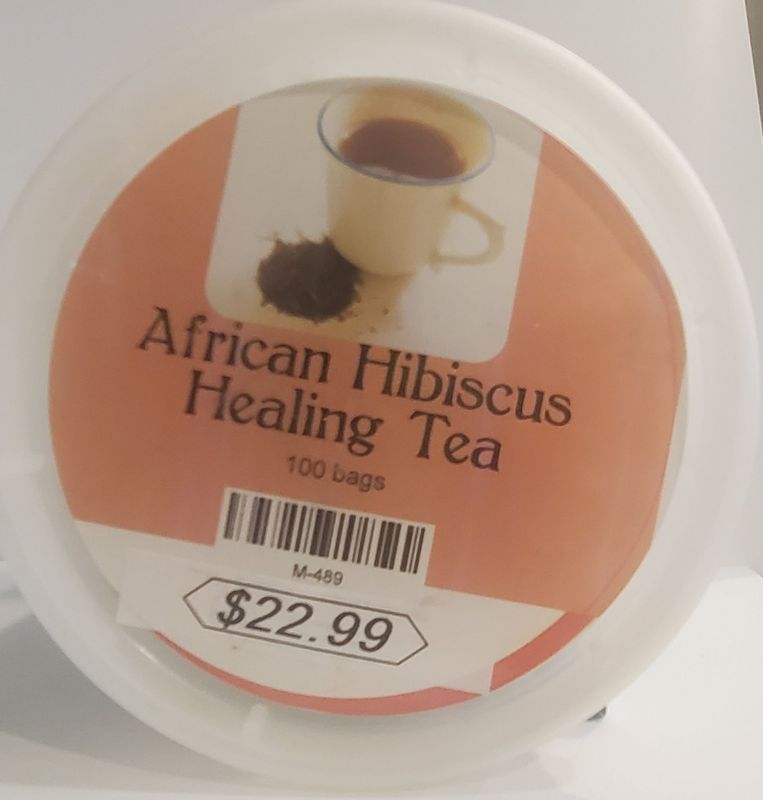 African Hibiscus
Healing Tea
100 bags
M-489
$22.99